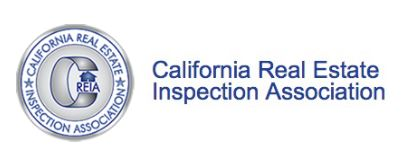 CALIFORNIA REAL ESTATE
CREIA
INSPECTION ASSOCIATION
California Real Estate
Inspection Association